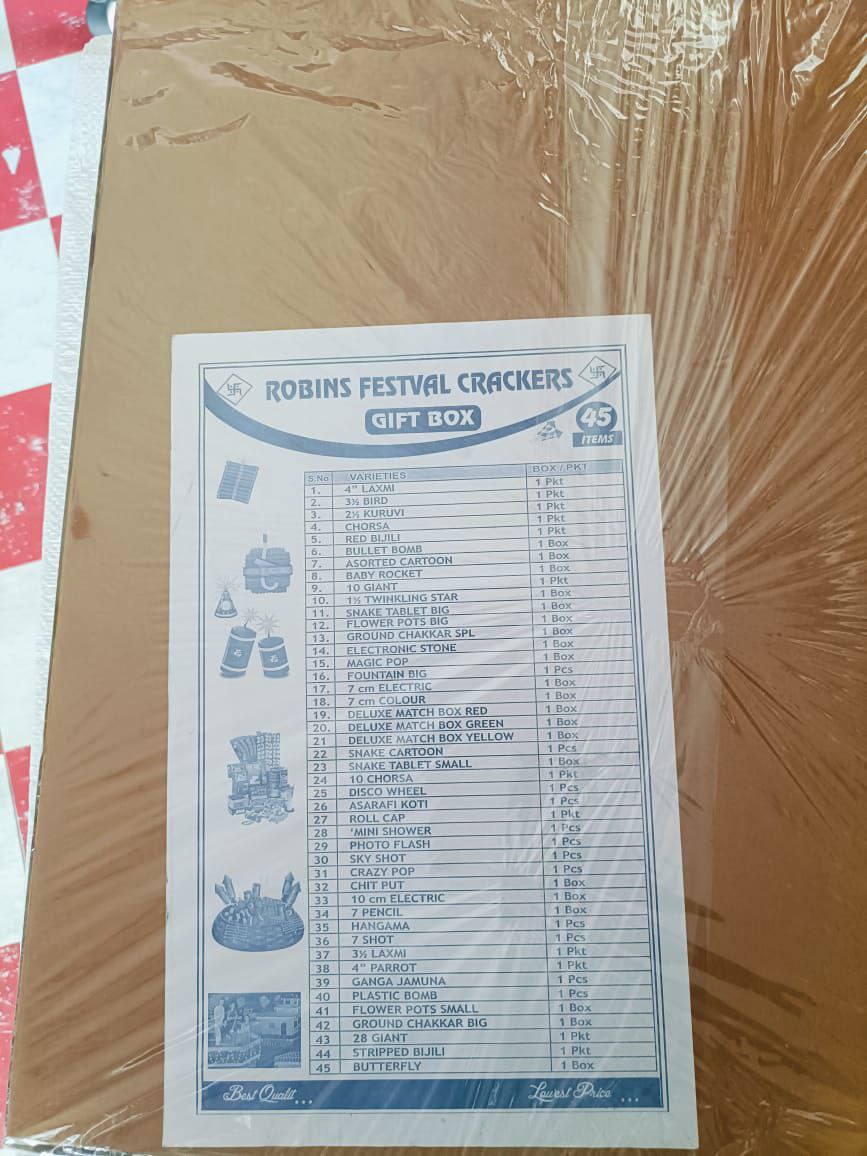 ROBINS FESTVAL CRACKERS
GIFT BOX
45
ITEMS
S.No VARIETIES BOX / PKT
1. 4" LAXMI 1 Pkt
2. 3½ BIRD 1 Pkt
3. 2½ KURUVI 1 Pkt
4. CHORSA 1 Pkt
5. RED BIJILI 1 Pkt
6. BULLET BOMB 1 Box
7. ASORTED CARTOON 1 Box
8. BABY ROCKET 1 Box
9. 10 GIANT 1 Pkt
10. 1½ TWINKLING STAR 1 Box
11. SNAKE TABLET BIG 1 Box
12. FLOWER POTS BIG 1 Box
13. GROUND CHAKKAR SPL 1 Box
14. ELECTRONIC STONE 1 Box
15. MAGIC POP 1 Box
16. FOUNTAIN BIG 1 Pcs
17. 7 cm ELECTRIC 1 Box
18. 7 cm COLOUR 1 Box
19. DELUXE MATCH BOX RED 1 Box
20. DELUXE MATCH BOX GREEN 1 Box
21 DELUXE MATCH BOX YELLOW 1 Box
22 SNAKE CARTOON 1 Pcs
23 SNAKE TABLET SMALL 1 Box
24 10 CHORSA 1 Pkt
25 DISCO WHEEL 1 Pcs
26 ASARAFI KOTI 1 Pcs
27 ROLL CAP 1 Pkt
28 'MINI SHOWER 1 Pcs
29 PHOTO FLASH 1 Pcs
30 SKY SHOT 1 Pcs
31 CRAZY POP 1 Pcs
32 CHIT PUT 1 Box
33 10 cm ELECTRIC 1 Box
34 7 PENCIL 1 Box
35 HANGAMA 1 Pcs
36 7 SHOT 1 Pcs
37 3½ LAXMI 1 Pkt
38 4" PARROT 1 Pkt
39 GANGA JAMUNA 1 Pcs
40 PLASTIC BOMB 1 Pcs
41 FLOWER POTS SMALL 1 Box
42 GROUND CHAKKAR BIG 1 Box
43 28 GIANT 1 Pkt
44 STRIPPED BIJILI 1 Pkt
45 BUTTERFLY 1 Box
Best Qualit... Lowest Price ...